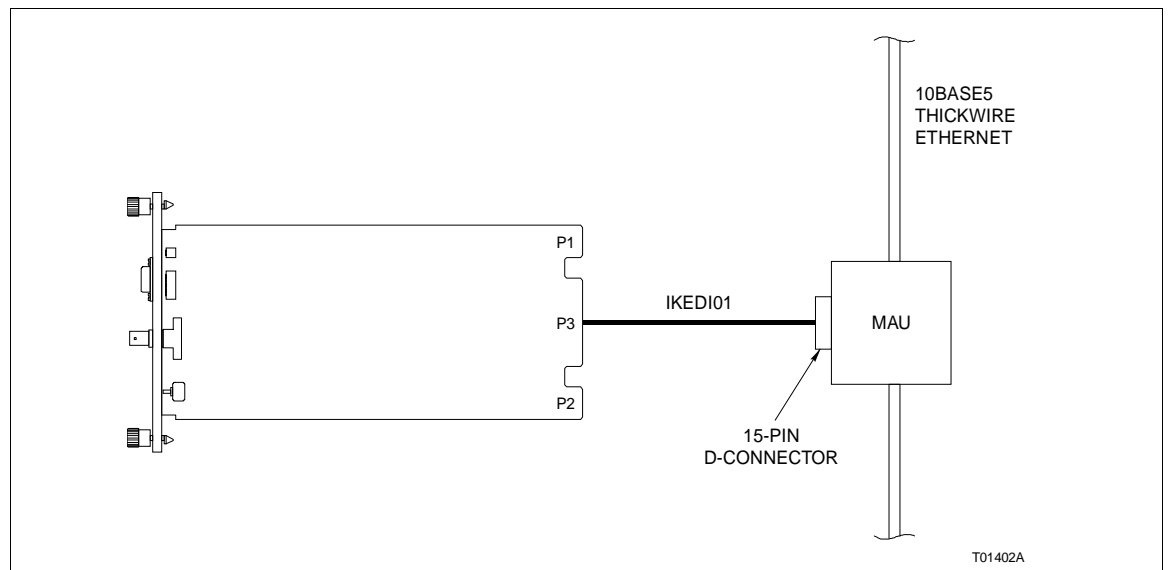 10BASE5
THICKWIRE
ETHERNET
P1
IKEDI01
P3
MAU
P2
15-PIN
D-CONNECTOR
T01402A